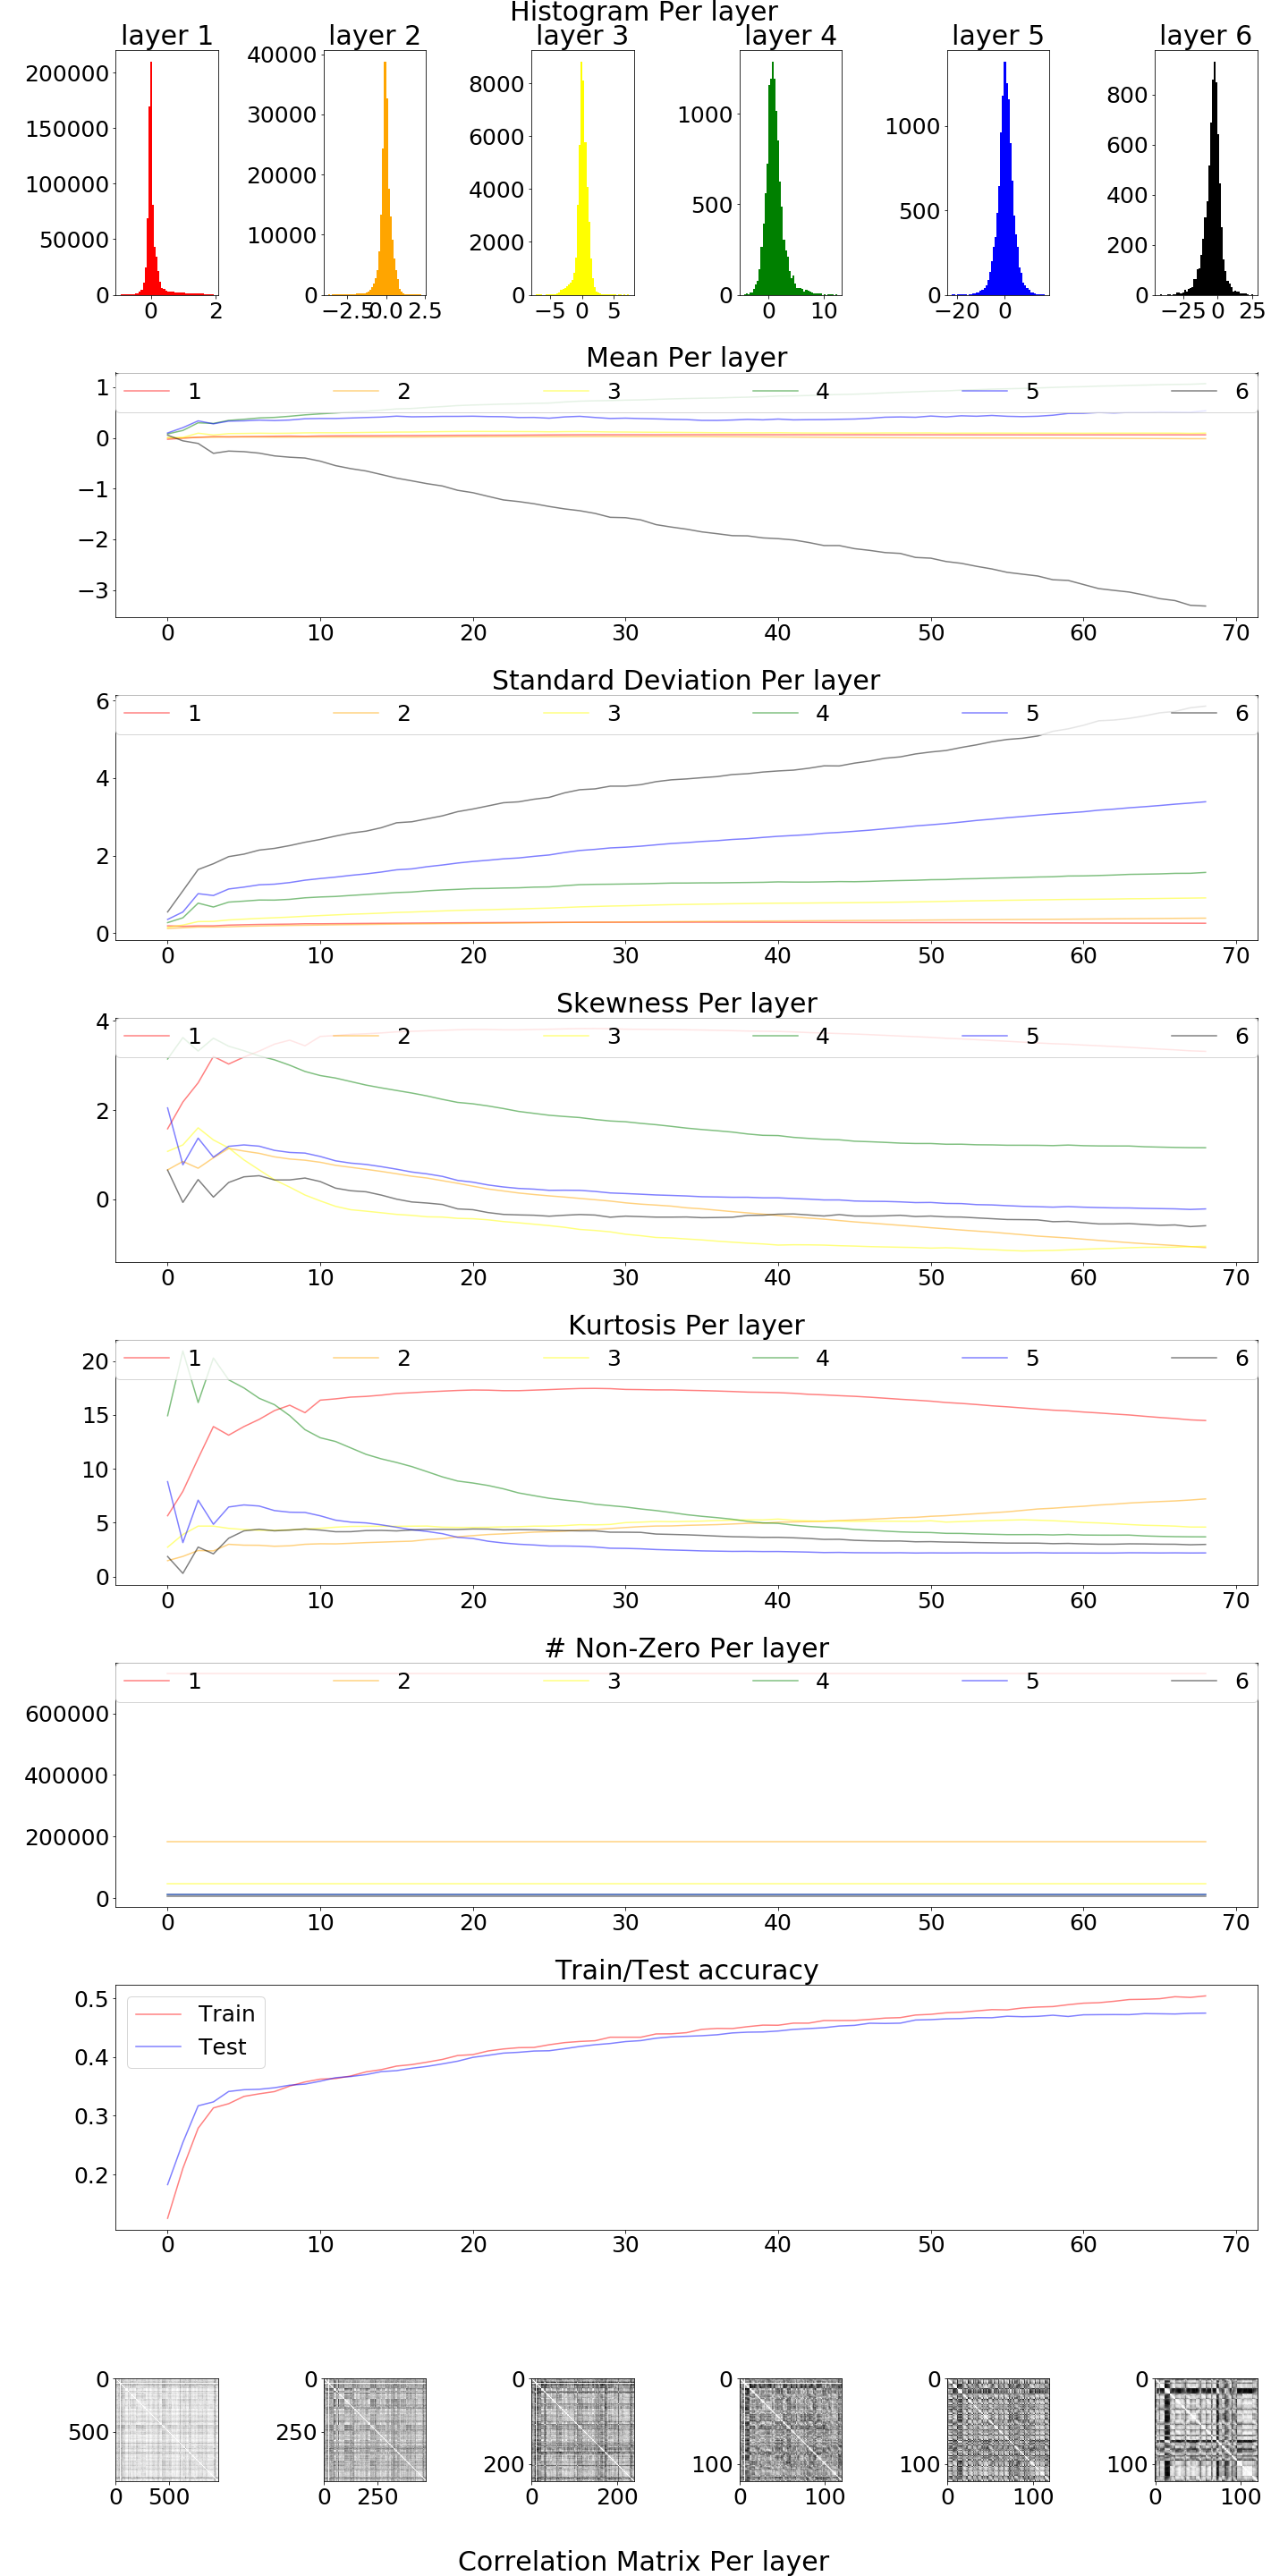 Histogram Per layer
layer 1 layer 2 layer 3 layer 4 layer 5 layer 6
200000 150000 100000 50000 0
0 2
40000 30000 20000 10000 0
−2.5 0.0 2.5
8000 6000 4000 2000 0
−5 0 5
1000 500 0
0 10
1000 500 0
−20 0
800 600 400 200 0
−25 0 25
Mean Per layer
1 2 3 4 5 6
1
0
−1
−2
−3
0 10 20 30 40 50 60 70
Standard Deviation Per layer
1 2 3 4 5 6
6
4
2
0
0 10 20 30 40 50 60 70
Skewness Per layer
1 2 3 4 5 6
4
2
0
0 10 20 30 40 50 60 70
Kurtosis Per layer
1 2 3 4 5 6
20
15
10
5
0
0 10 20 30 40 50 60 70
# Non-Zero Per layer
1 2 3 4 5 6
600000
400000
200000
0
0 10 20 30 40 50 60 70
Train/Test accuracy
Train
Test
0.5
0.4
0.3
0.2
0 10 20 30 40 50 60 70
0 500
0 500
0 250
0 250
0 200
0 200
0 100
0 100
0 100
0 100
0 100
0 100
Correlation Matrix Per layer